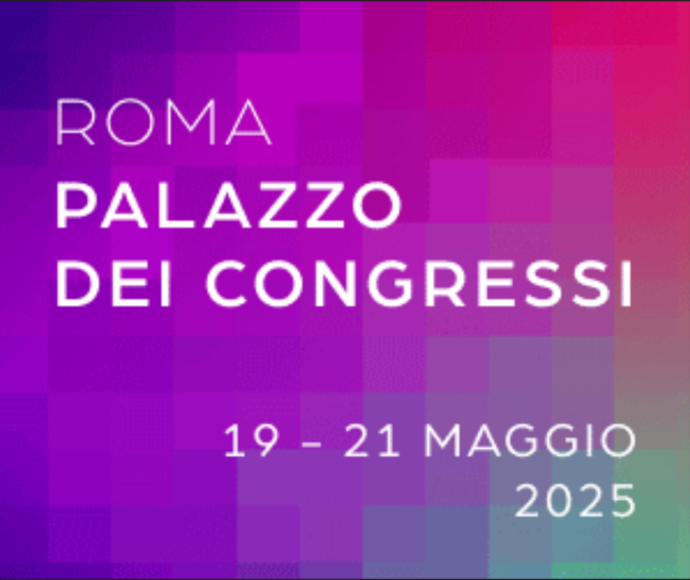 ROMA
PALAZZO
DEI CONGRESSI
19 – 21 MAGGIO
2025